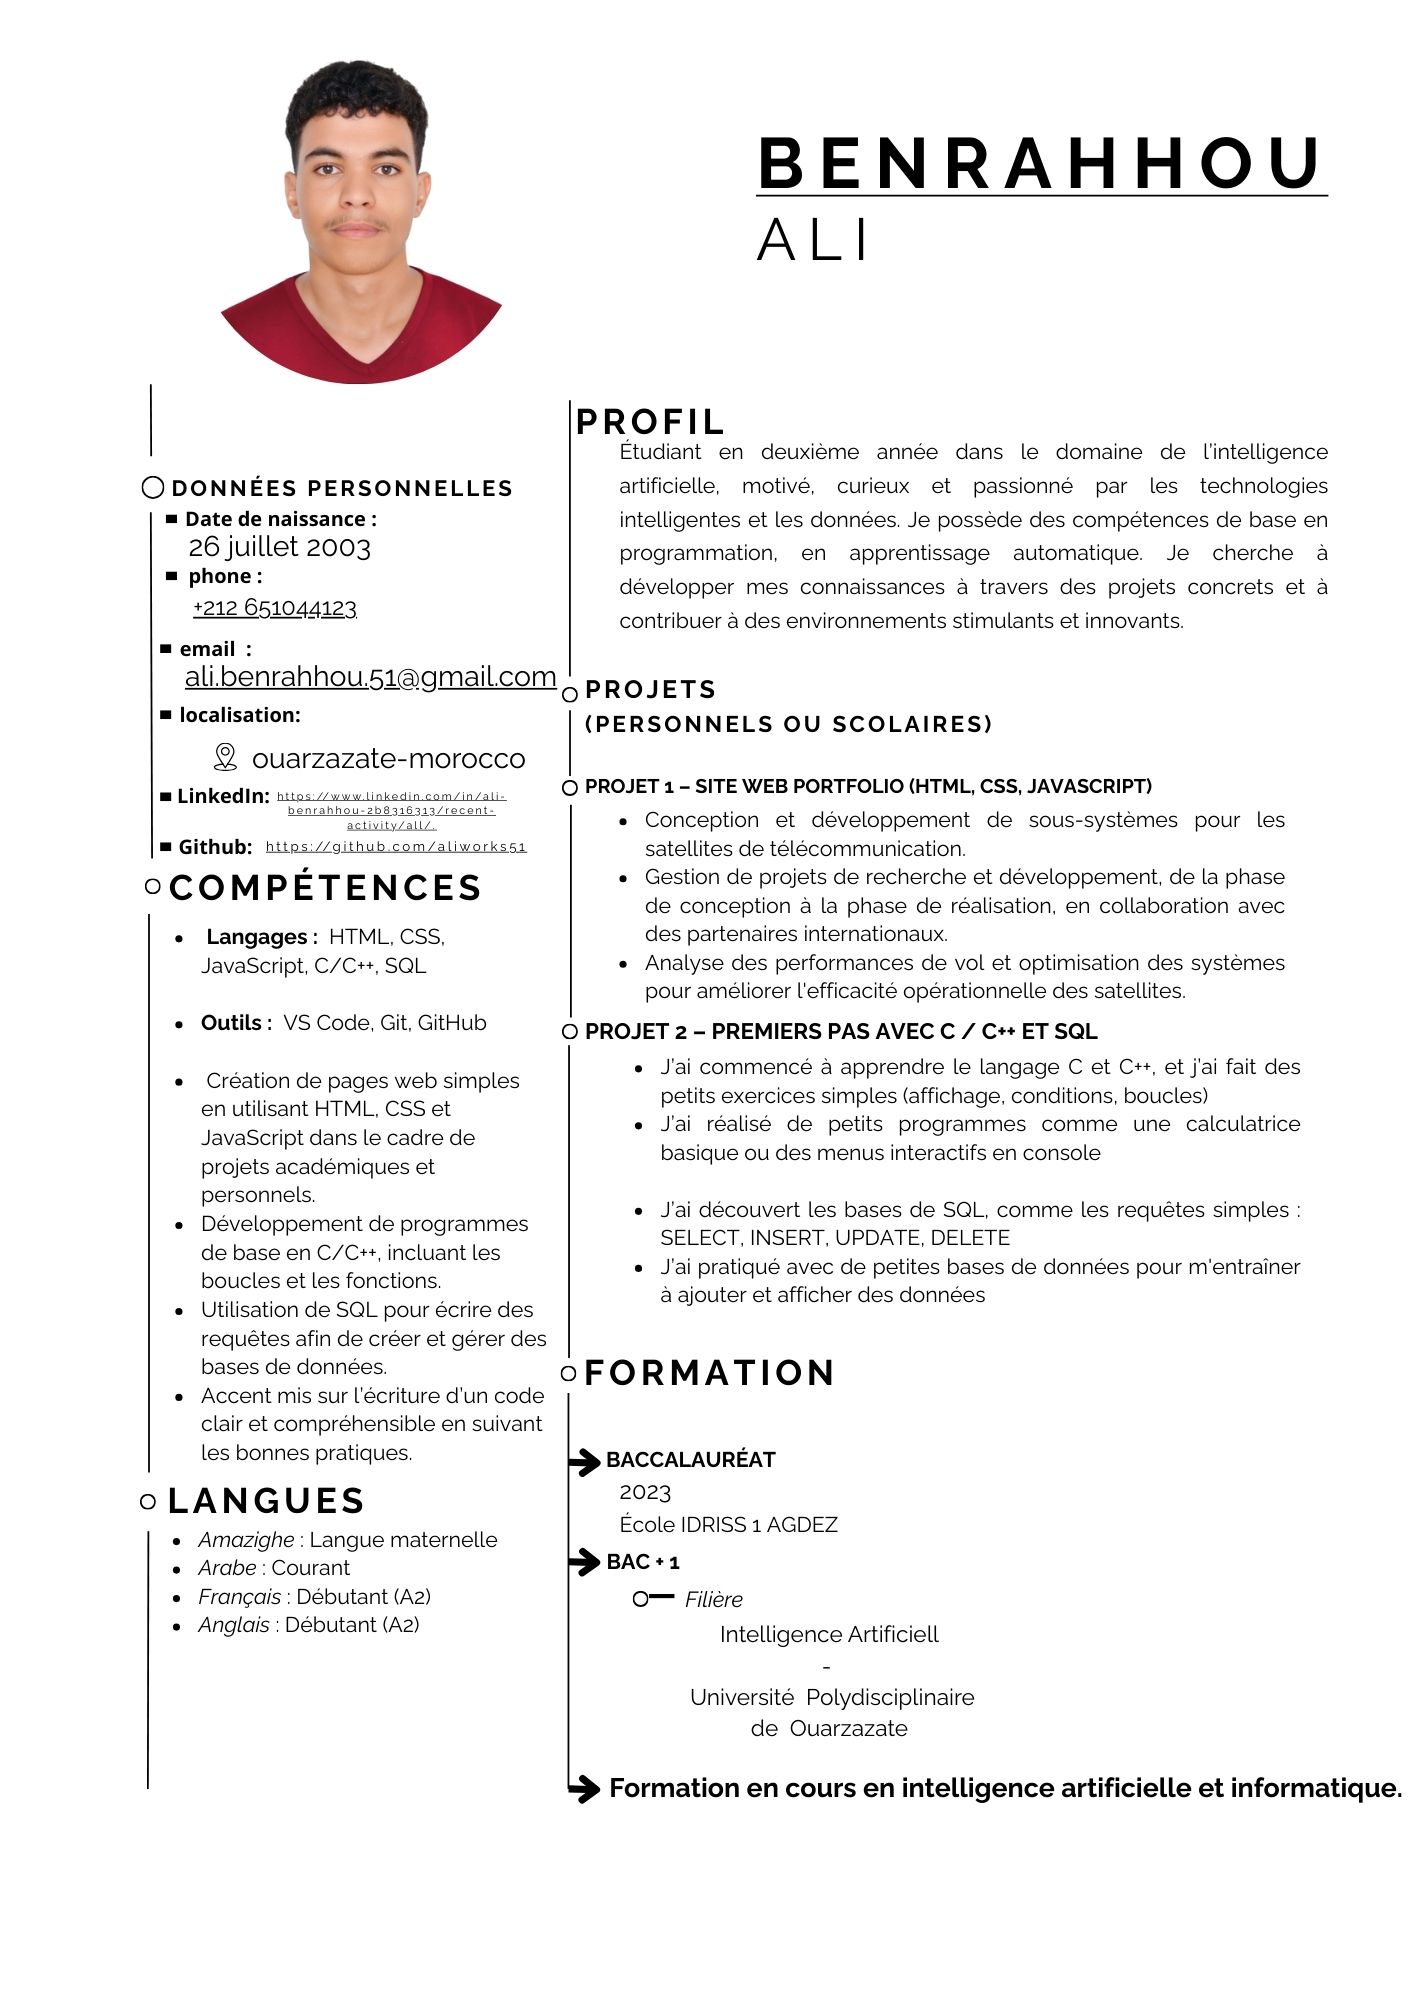 BENRAHHOU
ALI
DONNÉES PERSONNELLES
Date de naissance :
26 juillet 2003
phone :
+212 651044123
email  :
ali.benrahhou.51@gmail.com
localisation:
ouarzazate-morocco
LinkedIn: https://www.linkedin.com/in/ali-
benrahhou-2b8316313/recent-
activity/all/.
Github: https://github.com/aliworks51
COMPÉTENCES
• Langages : HTML, CSS,
JavaScript, C/C++, SQL
• Outils : VS Code, Git, GitHub
• Création de pages web simples
en utilisant HTML, CSS et
JavaScript dans le cadre de
projets académiques et
personnels.
• Développement de programmes
de base en C/C++, incluant les
boucles et les fonctions.
• Utilisation de SQL pour écrire des
requêtes afin de créer et gérer des
bases de données.
• Accent mis sur l’écriture d’un code
clair et compréhensible en suivant
les bonnes pratiques.
LANGUES
• Amazighe : Langue maternelle
• Arabe : Courant
• Français : Débutant (A2)
• Anglais : Débutant (A2)
PROFIL
Étudiant en deuxième année dans le domaine de l’intelligence
artificielle, motivé, curieux et passionné par les technologies
intelligentes et les données. Je possède des compétences de base en
programmation, en apprentissage automatique. Je cherche à
développer mes connaissances à travers des projets concrets et à
contribuer à des environnements stimulants et innovants.
PROJETS
(PERSONNELS OU SCOLAIRES)
PROJET 1 – SITE WEB PORTFOLIO (HTML, CSS, JAVASCRIPT)
• Conception et développement de sous-systèmes pour les
satellites de télécommunication.
• Gestion de projets de recherche et développement, de la phase
de conception à la phase de réalisation, en collaboration avec
des partenaires internationaux.
• Analyse des performances de vol et optimisation des systèmes
pour améliorer l'efficacité opérationnelle des satellites.
PROJET 2 – PREMIERS PAS AVEC C / C++ ET SQL
• J’ai commencé à apprendre le langage C et C++, et j’ai fait des
petits exercices simples (affichage, conditions, boucles)
• J’ai réalisé de petits programmes comme une calculatrice
basique ou des menus interactifs en console
• J’ai découvert les bases de SQL, comme les requêtes simples :
SELECT, INSERT, UPDATE, DELETE
• J’ai pratiqué avec de petites bases de données pour m'entraîner
à ajouter et afficher des données
FORMATION
BACCALAURÉAT
2023
École IDRISS 1 AGDEZ
BAC + 1
Filière
Intelligence Artificiell
-
Université Polydisciplinaire
de Ouarzazate
Formation en cours en intelligence artificielle et informatique.